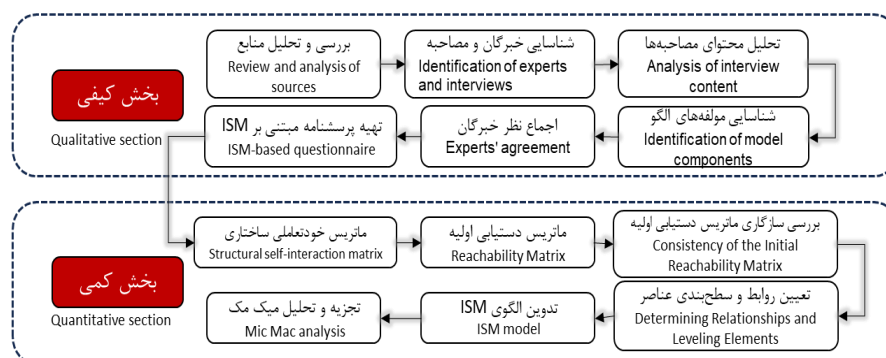 بخش کیفی
Qualitative section
بررسی و تحلیل منابع
Review and analysis of
sources
شناسایی خبرگان و مصاحبه
Identification of experts
and interviews
تحلیل محتوای مصاحبه‌ها
Analysis of interview
content
شناسایی مولفه‌های الگو
Identification of model
components
اجماع نظر خبرگان
Experts' agreement
تهیه پرسشنامه مبتنی بر ISM
ISM-based questionnaire
بخش کمی
Quantitative section
ماتریس خودتعاملی ساختاری
Structural self-interaction matrix
ماتریس دستیابی اولیه
Reachability Matrix
بررسی سازگاری ماتریس دستیابی اولیه
Consistency of the Initial
Reachability Matrix
تعیین روابط و سطح‌بندی عناصر
Determining Relationships and
Leveling Elements
تدوین الگوی ISM
ISM model
تجزیه و تحلیل میک مک
Mic Mac analysis